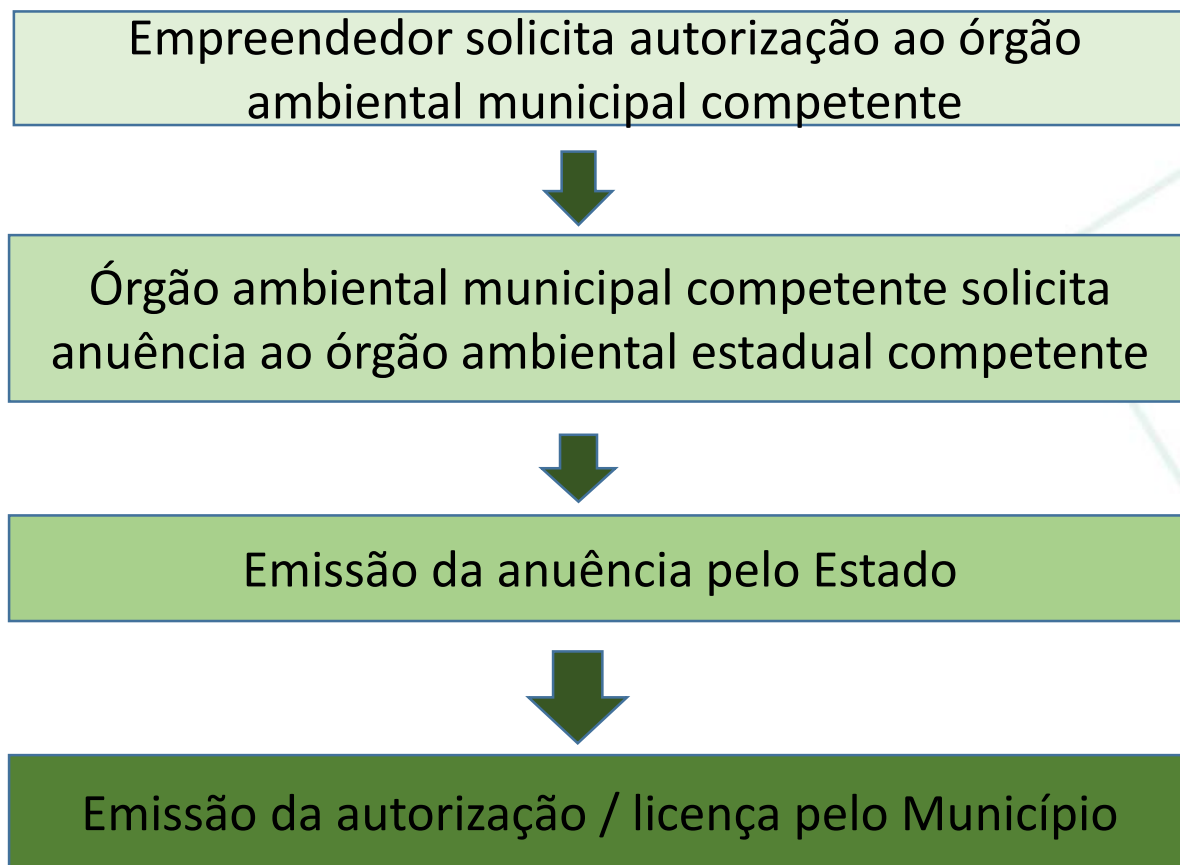 Empreendedor solicita autorização ao órgão
ambiental municipal competente
Órgão ambiental municipal competente solicita
anuência ao órgão ambiental estadual competente
Emissão da anuência pelo Estado
Emissão da autorização / licença pelo Município